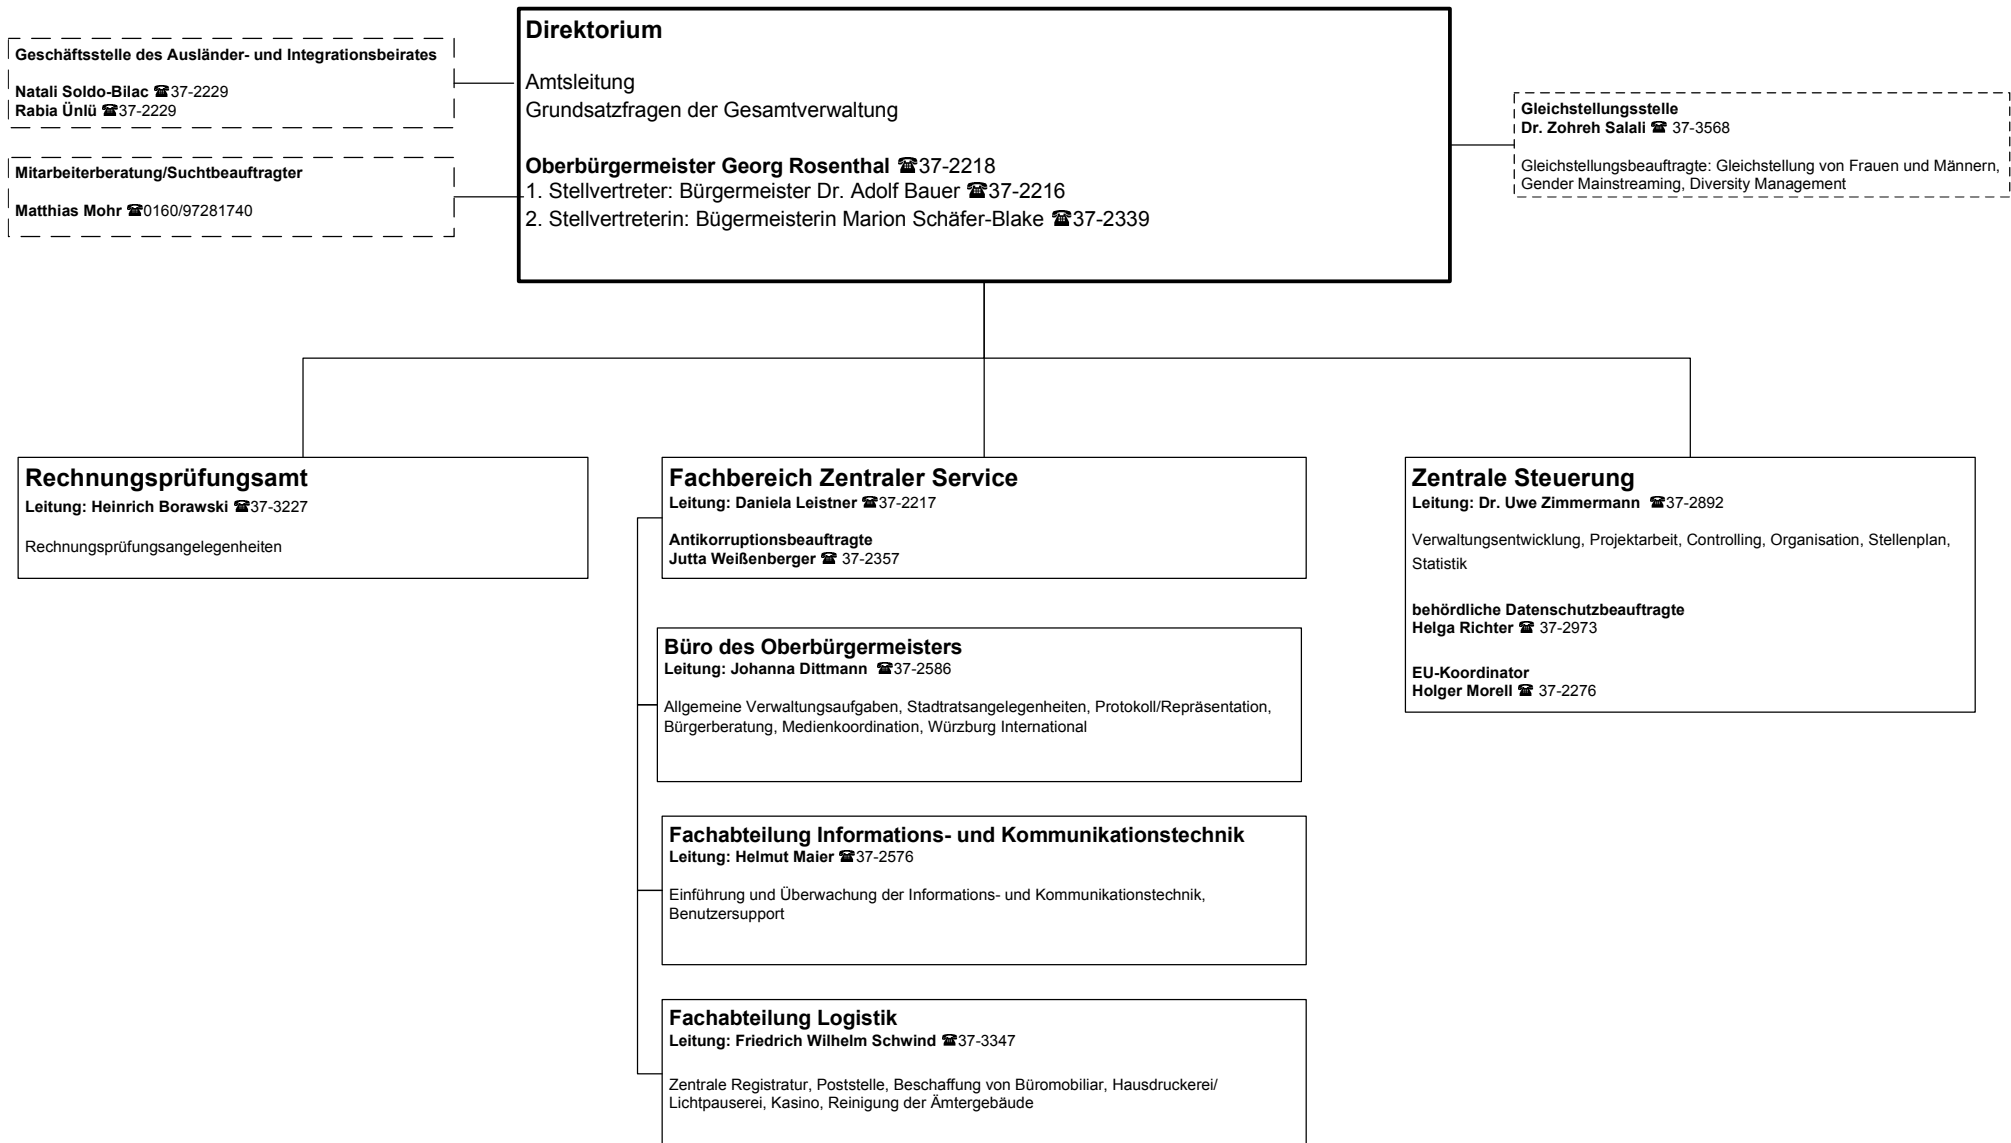 Direktorium
Amtsleitung
Grundsatzfragen der Gesamtverwaltung
Oberbürgermeister Georg Rosenthal ☎37-2218
1. Stellvertreter: Bürgermeister Dr. Adolf Bauer ☎37-2216
2. Stellvertreterin: Bügermeisterin Marion Schäfer-Blake ☎37-2339
Geschäftsstelle des Ausländer- und Integrationsbeirates
Natali Soldo-Bilac ☎37-2229
Rabia Ünlü ☎37-2229
Mitarbeiterberatung/Suchtbeauftragter
Matthias Mohr ☎0160/97281740
Gleichstellungsstelle
Dr. Zohreh Salali ☎ 37-3568
Gleichstellungsbeauftragte: Gleichstellung von Frauen und Männern,
Gender Mainstreaming, Diversity Management
Rechnungsprüfungsamt
Leitung: Heinrich Borawski ☎37-3227
Rechnungsprüfungsangelegenheiten
Fachbereich Zentraler Service
Leitung: Daniela Leistner ☎37-2217
Antikorruptionsbeauftragte
Jutta Weißenberger ☎ 37-2357
Büro des Oberbürgermeisters
Leitung: Johanna Dittmann ☎37-2586
Allgemeine Verwaltungsaufgaben, Stadtratsangelegenheiten, Protokoll/Repräsentation,
Bürgerberatung, Medienkoordination, Würzburg International
Fachabteilung Informations- und Kommunikationstechnik
Leitung: Helmut Maier ☎37-2576
Einführung und Überwachung der Informations- und Kommunikationstechnik,
Benutzersupport
Fachabteilung Logistik
Leitung: Friedrich Wilhelm Schwind ☎37-3347
Zentrale Registratur, Poststelle, Beschaffung von Büromobiliar, Hausdruckerei/
Lichtpauserei, Kasino, Reinigung der Ämtergebäude
Zentrale Steuerung
Leitung: Dr. Uwe Zimmermann ☎37-2892
Verwaltungsentwicklung, Projektarbeit, Controlling, Organisation, Stellenplan,
Statistik
behördliche Datenschutzbeauftragte
Helga Richter ☎ 37-2973
EU-Koordinator
Holger Morell ☎ 37-2276